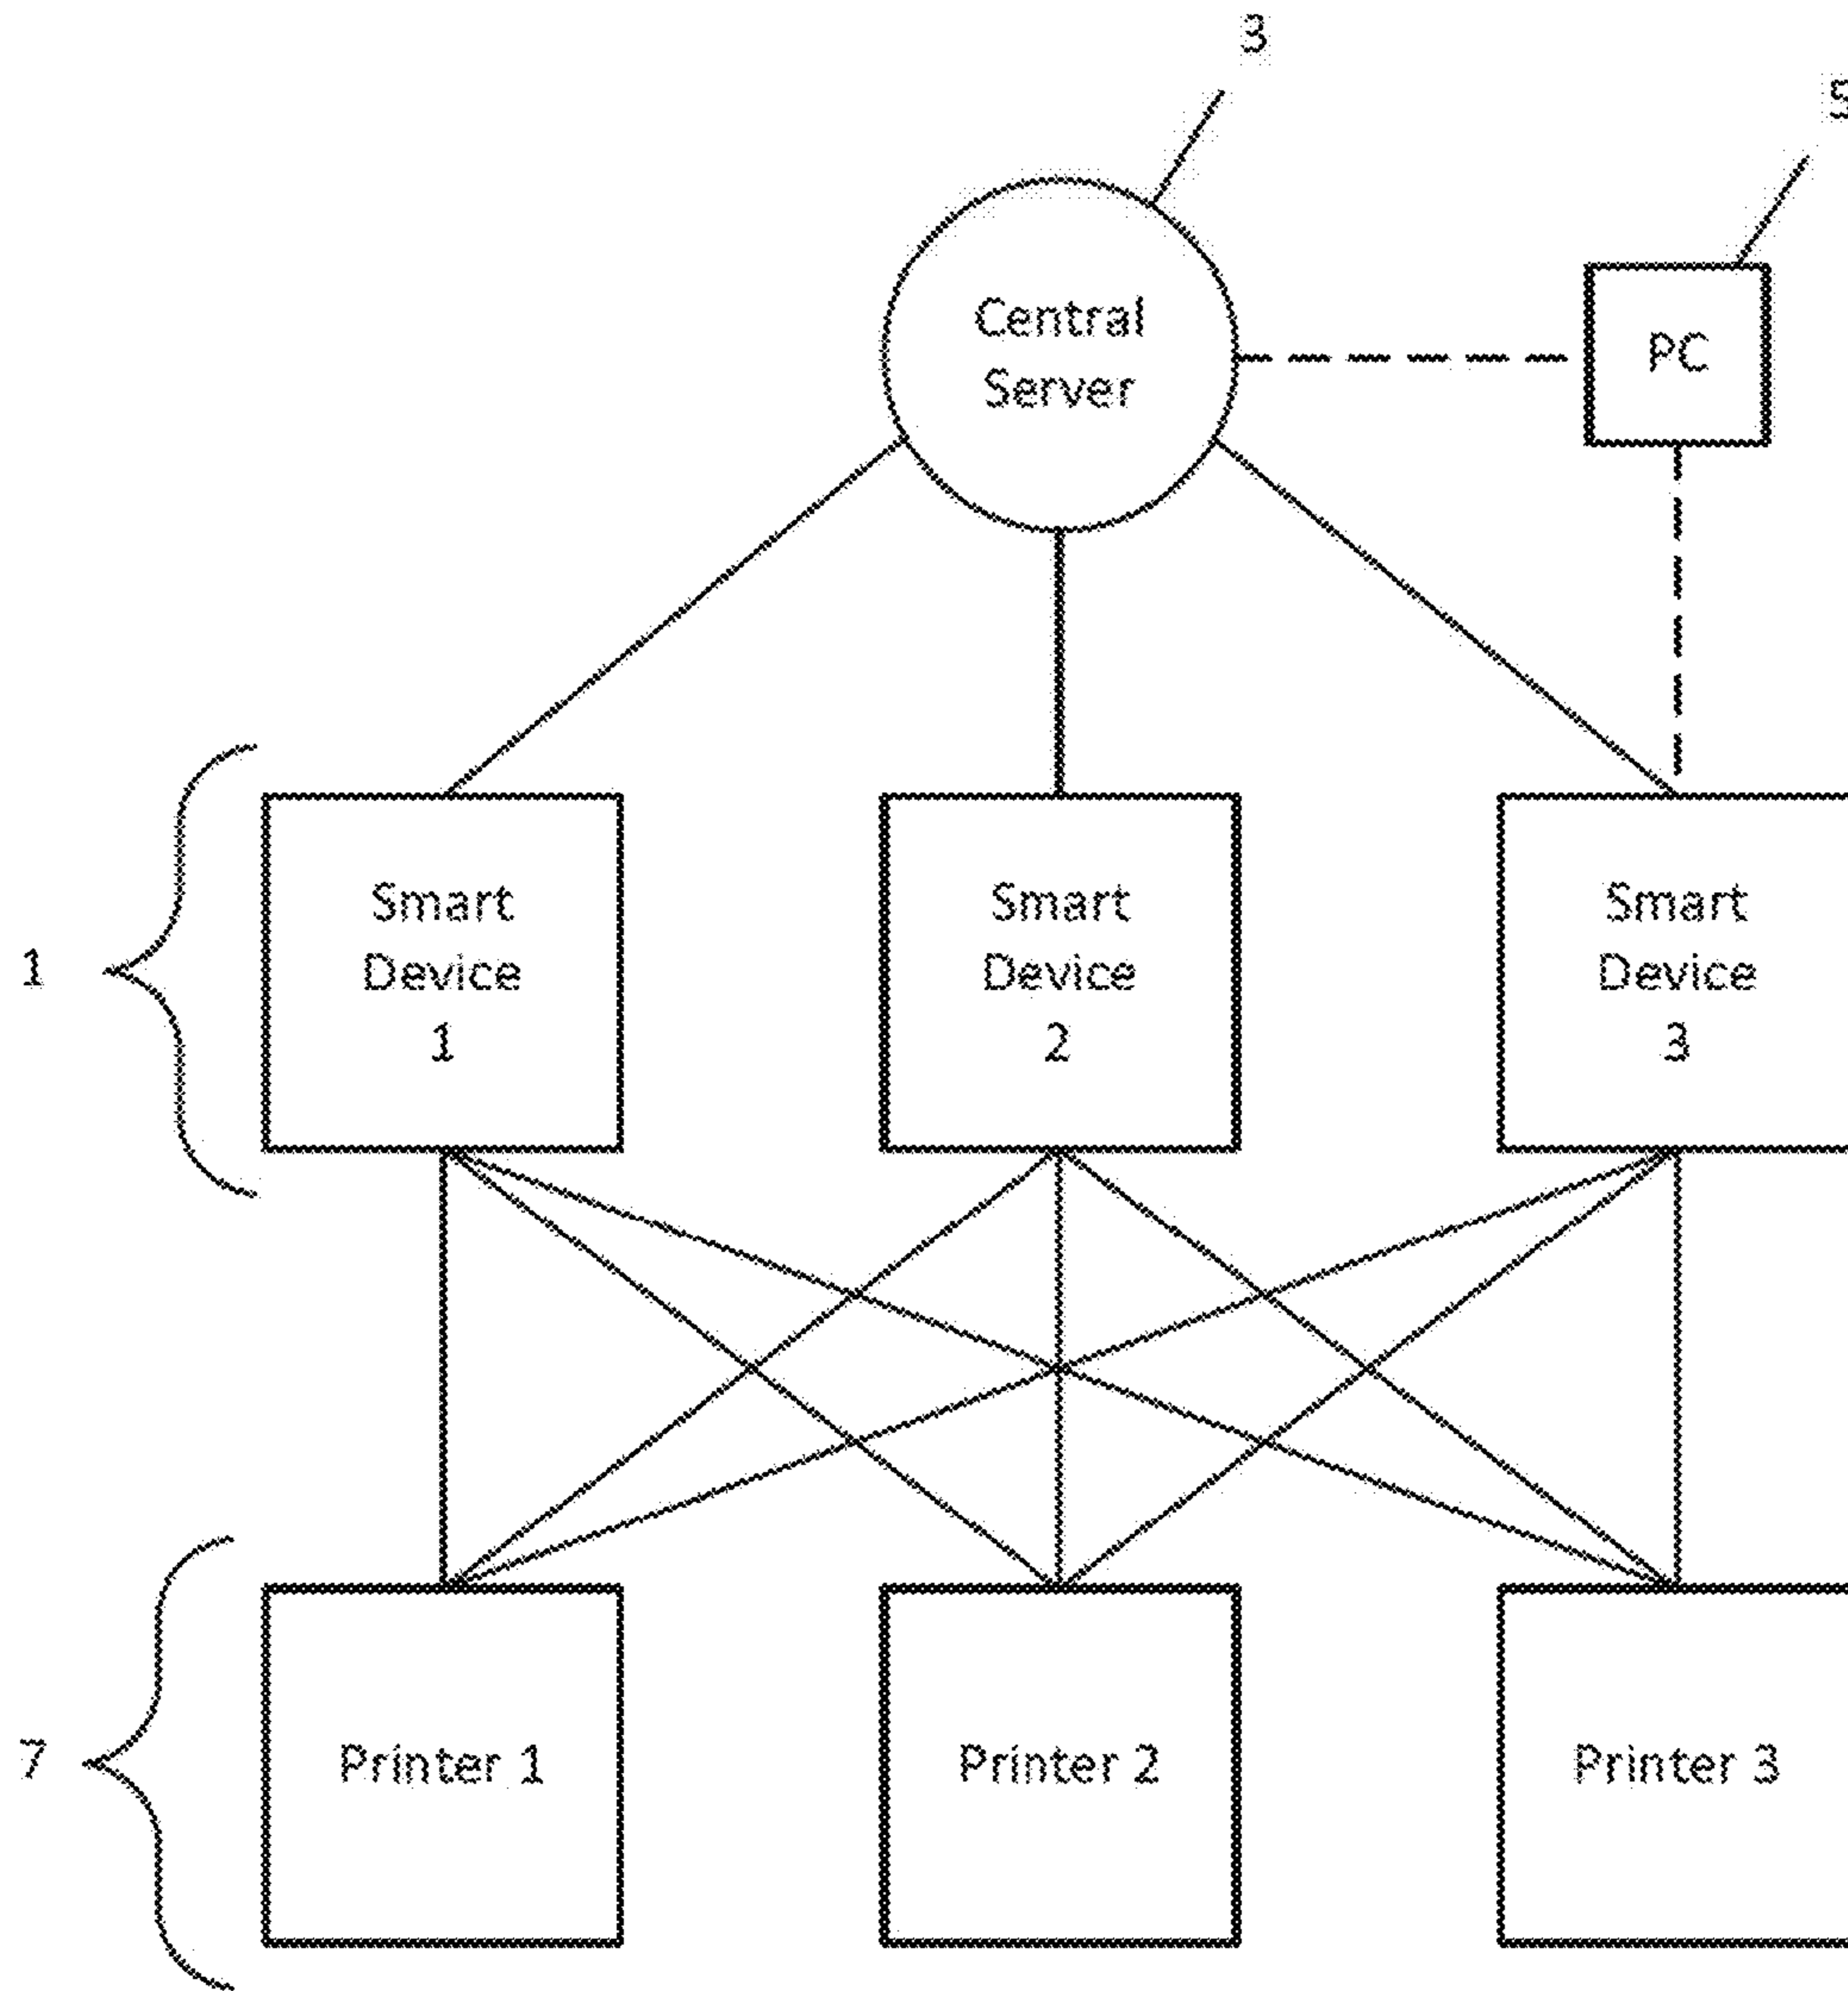 3
5
Central
Server
PC
Smart
Device
1
Smart
Device
2
Smart
Device
3
1
Printer 1
Printer 2
Printer 3
7